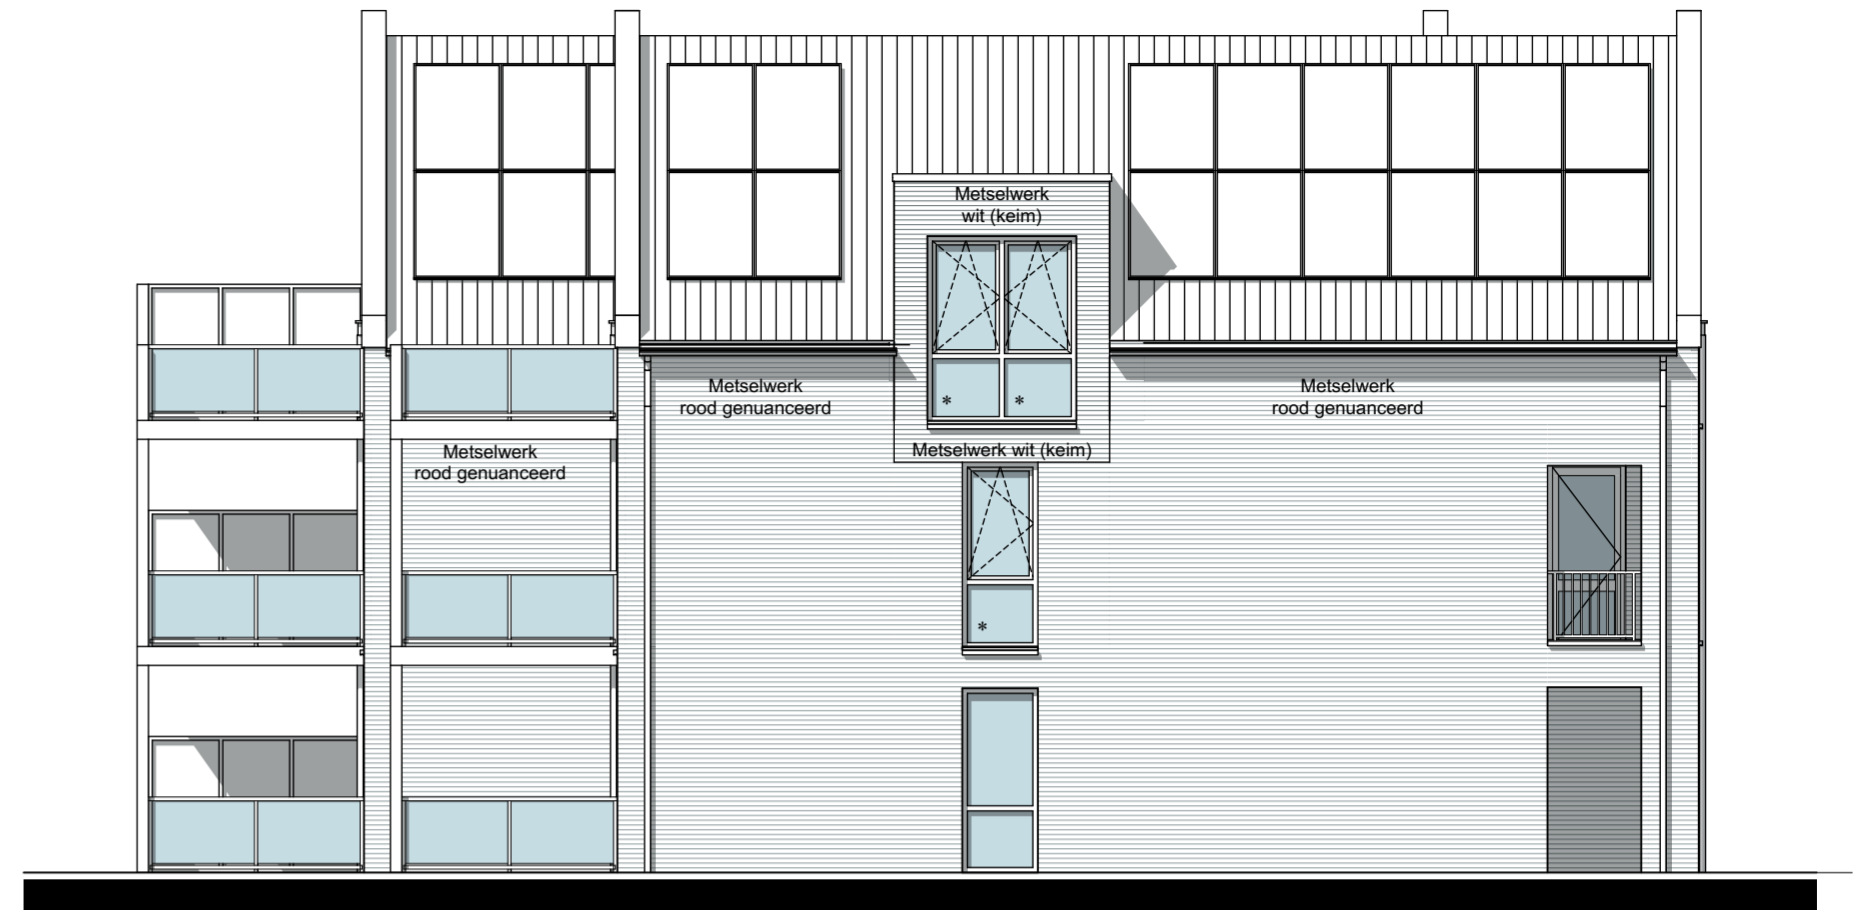 Metselwerk
wit (keim)
Metselwerk
rood genuanceerd
Metselwerk
rood genuanceerd
*
*
Metselwerk wit (keim)
Metselwerk
rood genuanceerd
*